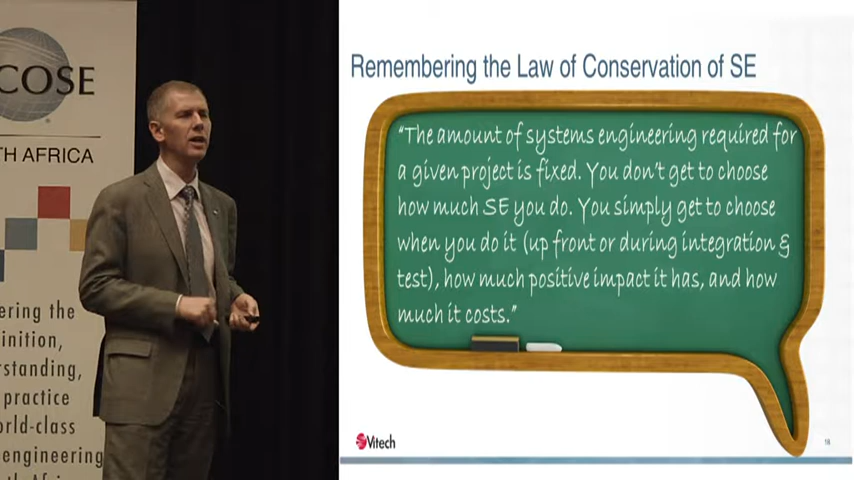 COSE
TH AFRICA
ering the
inition,
rstanding,
practice
orld-class
engineering
Remembering the Law of Conservation of SE
“The amount of systems engineering required for
a given project is fixed. You don’t get to choose
how much SE you do. You simply get to choose
when you do it (up front or during integration &
test), how much positive impact it has, and how
much it costs.”
Vitech
18